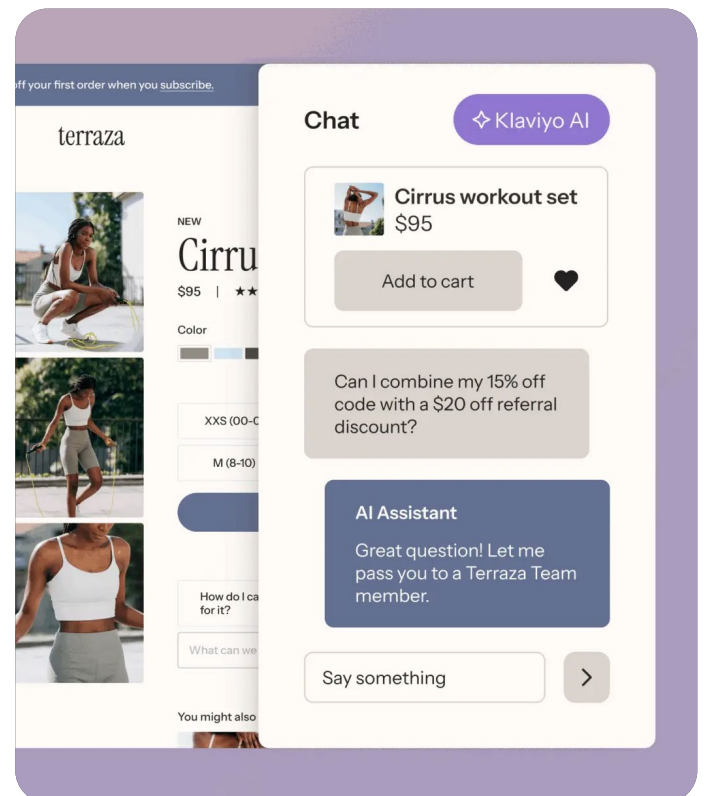 off your first order when you subscribe.
terraza
NEW
Cirru
$95 | ★★
Color
XXS (00-0
M (8-10)
How do I ca
for it?
What can we
You might also
Chat
Klaviyo AI
Cirrus workout set
$95
Add to cart
Can I combine my 15% off
code with a $20 off referral
discount?
AI Assistant
Great question! Let me
pass you to a Terraza Team
member.
Say something